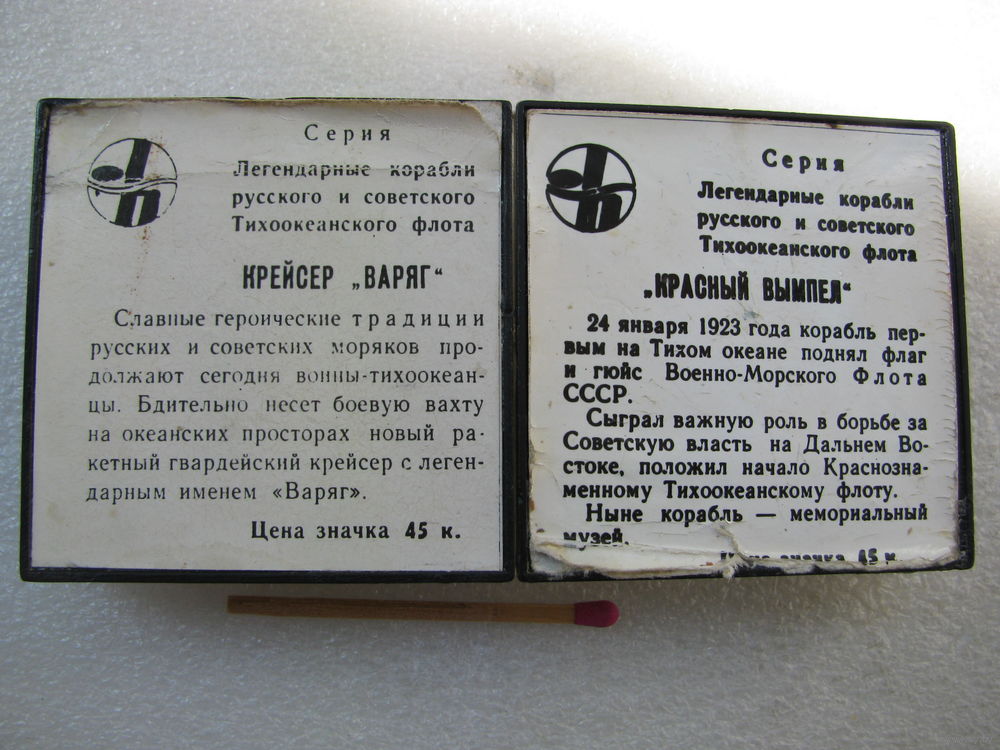 Серия
Легендарные корабли
русского и советского
Тихоокеанского флота
КРЕЙСЕР „ВАРЯГ“
Славные героические традиции
русских и советских моряков про-
должают сегодня воины-тихоокеан-
цы. Бдительно несет боевую вахту
на океанских просторах новый ра-
кетный гвардейский крейсер с леген-
дарным именем «Варяг».
Цена значка 45 к.
Серия
Легендарные корабли
русского и советского
Тихоокеанского флота
„КРАСНЫЙ ВЫМПЕЛ“
24 января 1923 года корабль пер-
вым на Тихом океане поднял флаг
и гюйс Военно-Морского Флота
СССР.
Сыграл важную роль в борьбе за
Советскую власть на Дальнем Во-
стоке, положил начало Краснозна-
менному Тихоокеанскому флоту.
Ныне корабль — мемориальный
музей.
Цена значка 45 к.